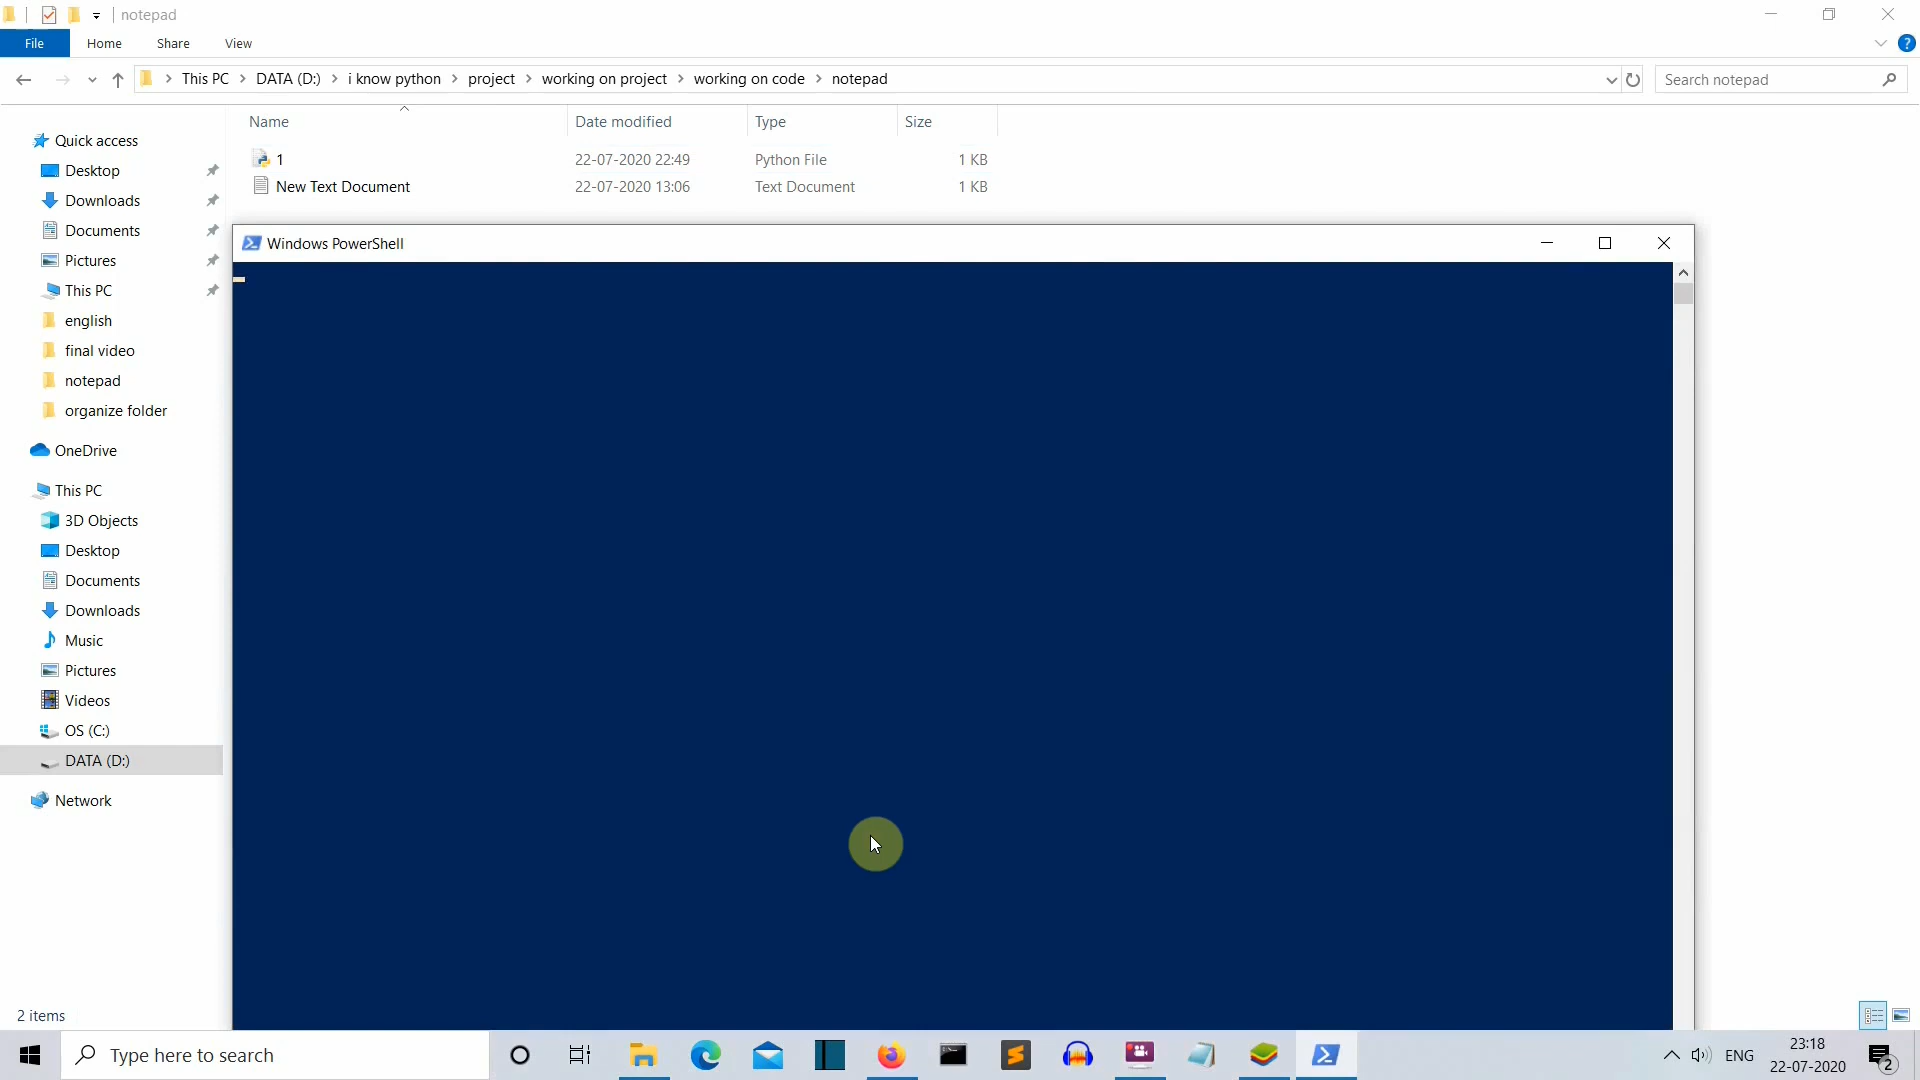 notepad
File Home Share View
This PC DATA (D:) i know python project working on project working on code notepad
Search notepad
Name Date modified Type Size
1 22-07-2020 22:49 Python File 1 KB
New Text Document 22-07-2020 13:06 Text Document 1 KB
Quick access
Desktop
Downloads
Documents
Pictures
This PC
english
final video
notepad
organize folder
OneDrive
This PC
3D Objects
Desktop
Documents
Downloads
Music
Pictures
Videos
OS (C:)
DATA (D:)
Network
Windows PowerShell
2 items
Type here to search
ENG
23:18
22-07-2020
2